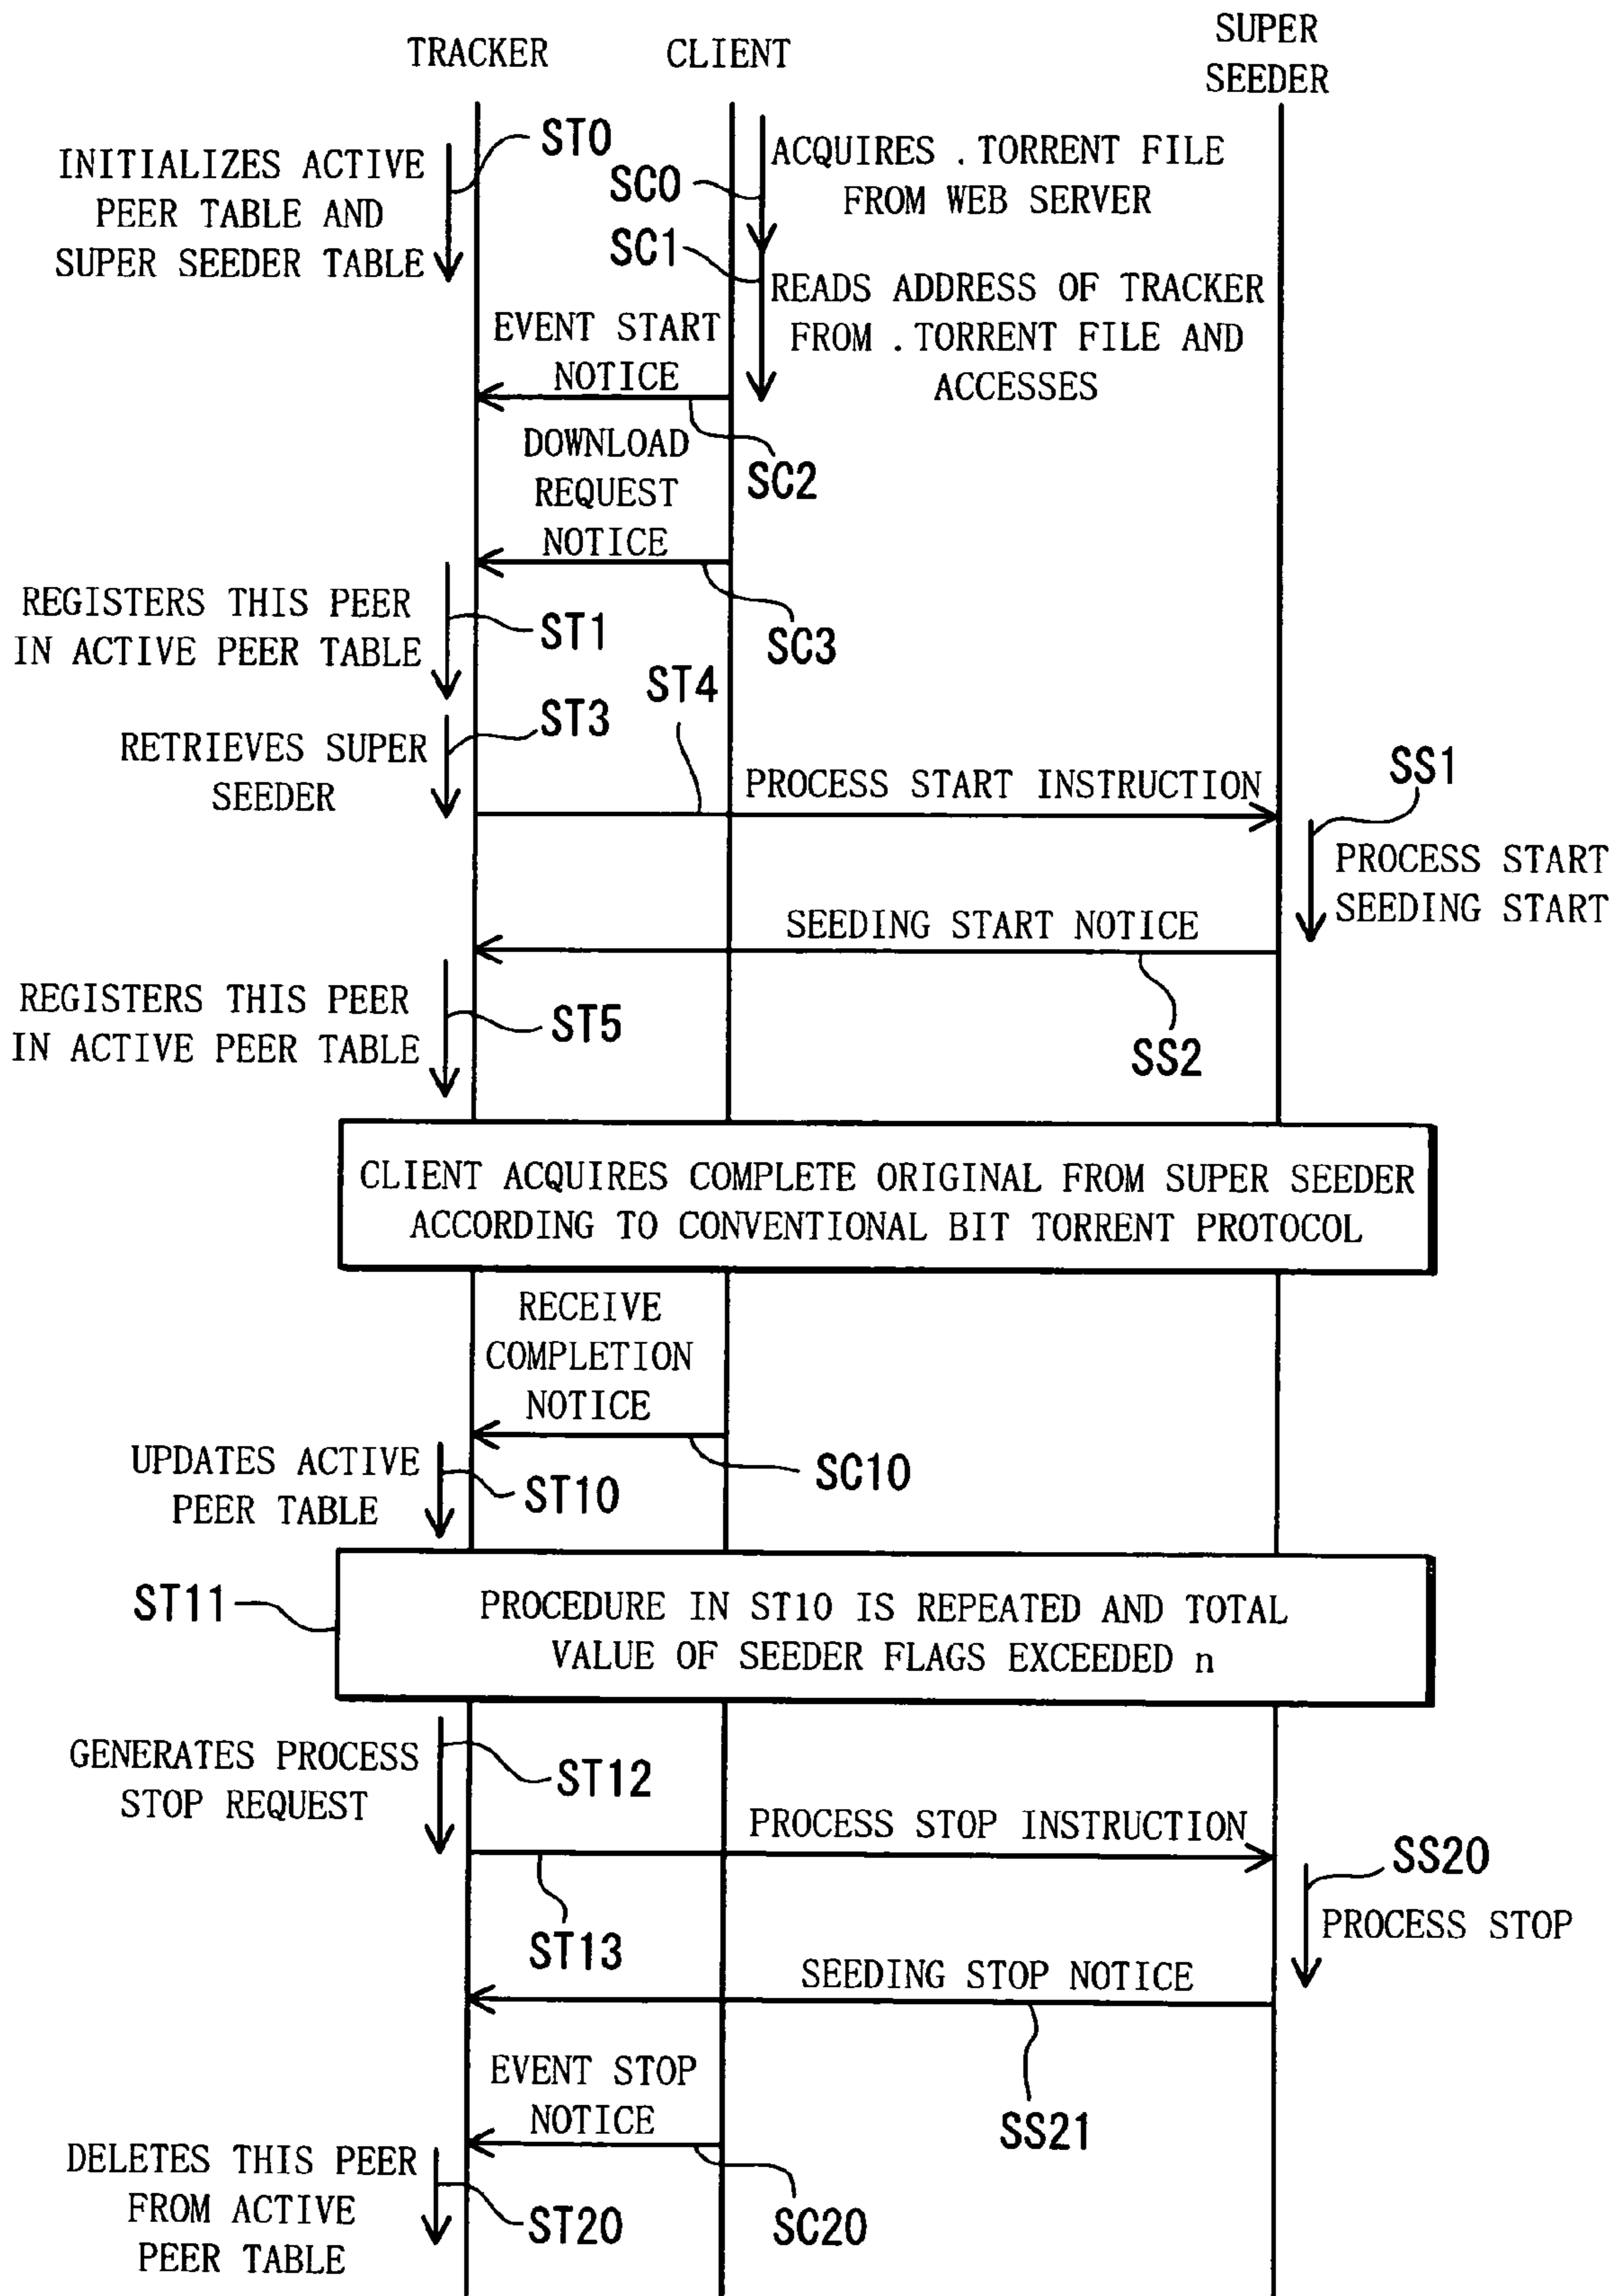 TRACKER
CLIENT
SUPER
SEEDER
INITIALIZES ACTIVE
PEER TABLE AND
SUPER SEEDER TABLE
ST0
SC0
ACQUIRES .TORRENT FILE
FROM WEB SERVER
SC1
READS ADDRESS OF TRACKER
FROM .TORRENT FILE AND
ACCESSES
EVENT START
NOTICE
SC2
DOWNLOAD
REQUEST
NOTICE
SC3
REGISTERS THIS PEER
IN ACTIVE PEER TABLE
ST1
ST3
RETRIEVES SUPER
SEEDER
ST4
PROCESS START INSTRUCTION
SS1
PROCESS START
SEEDING START
SEEDING START NOTICE
SS2
REGISTERS THIS PEER
IN ACTIVE PEER TABLE
ST5
CLIENT ACQUIRES COMPLETE ORIGINAL FROM SUPER SEEDER
ACCORDING TO CONVENTIONAL BIT TORRENT PROTOCOL
RECEIVE
COMPLETION
NOTICE
SC10
UPDATES ACTIVE
PEER TABLE
ST10
ST11
PROCEDURE IN ST10 IS REPEATED AND TOTAL
VALUE OF SEEDER FLAGS EXCEEDED n
GENERATES PROCESS
STOP REQUEST
ST12
PROCESS STOP INSTRUCTION
ST13
SS20
PROCESS STOP
SEEDING STOP NOTICE
SS21
EVENT STOP
NOTICE
SC20
DELETES THIS PEER
FROM ACTIVE
PEER TABLE
ST20